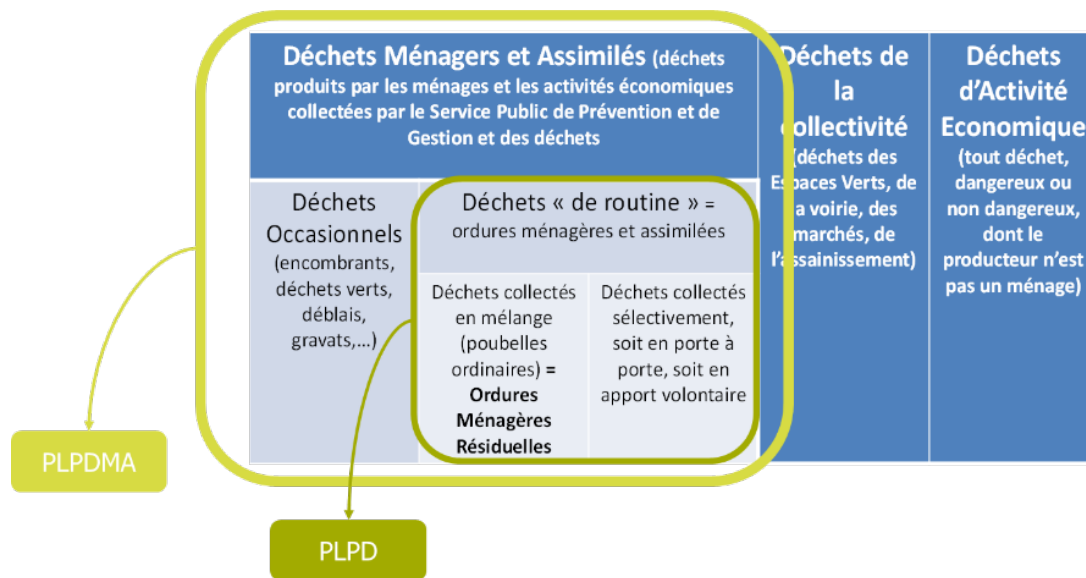 Déchets Ménagers et Assimilés (déchets
produits par les ménages et les activités économiques
collectées par le Service Public de Prévention et de
Gestion et des déchets
Déchets de
la
collectivité
(déchets des
Espaces Verts, de
la voirie, des
marchés, de
l’assainissement)
Déchets
d’Activité
Economique
(tout déchet,
dangereux ou
non dangereux,
dont le
producteur n’est
pas un ménage)
Déchets
Occasionnels
(encombrants,
déchets verts,
déblais,
gravats,...)
Déchets « de routine » =
ordures ménagères et assimilées
Déchets collectés
en mélange
(poubelles
ordinaires) =
Ordures
Ménagères
Résiduelles
Déchets collectés
sélectivement,
soit en porte à
porte, soit en
apport volontaire
PLPDMA
PLPD